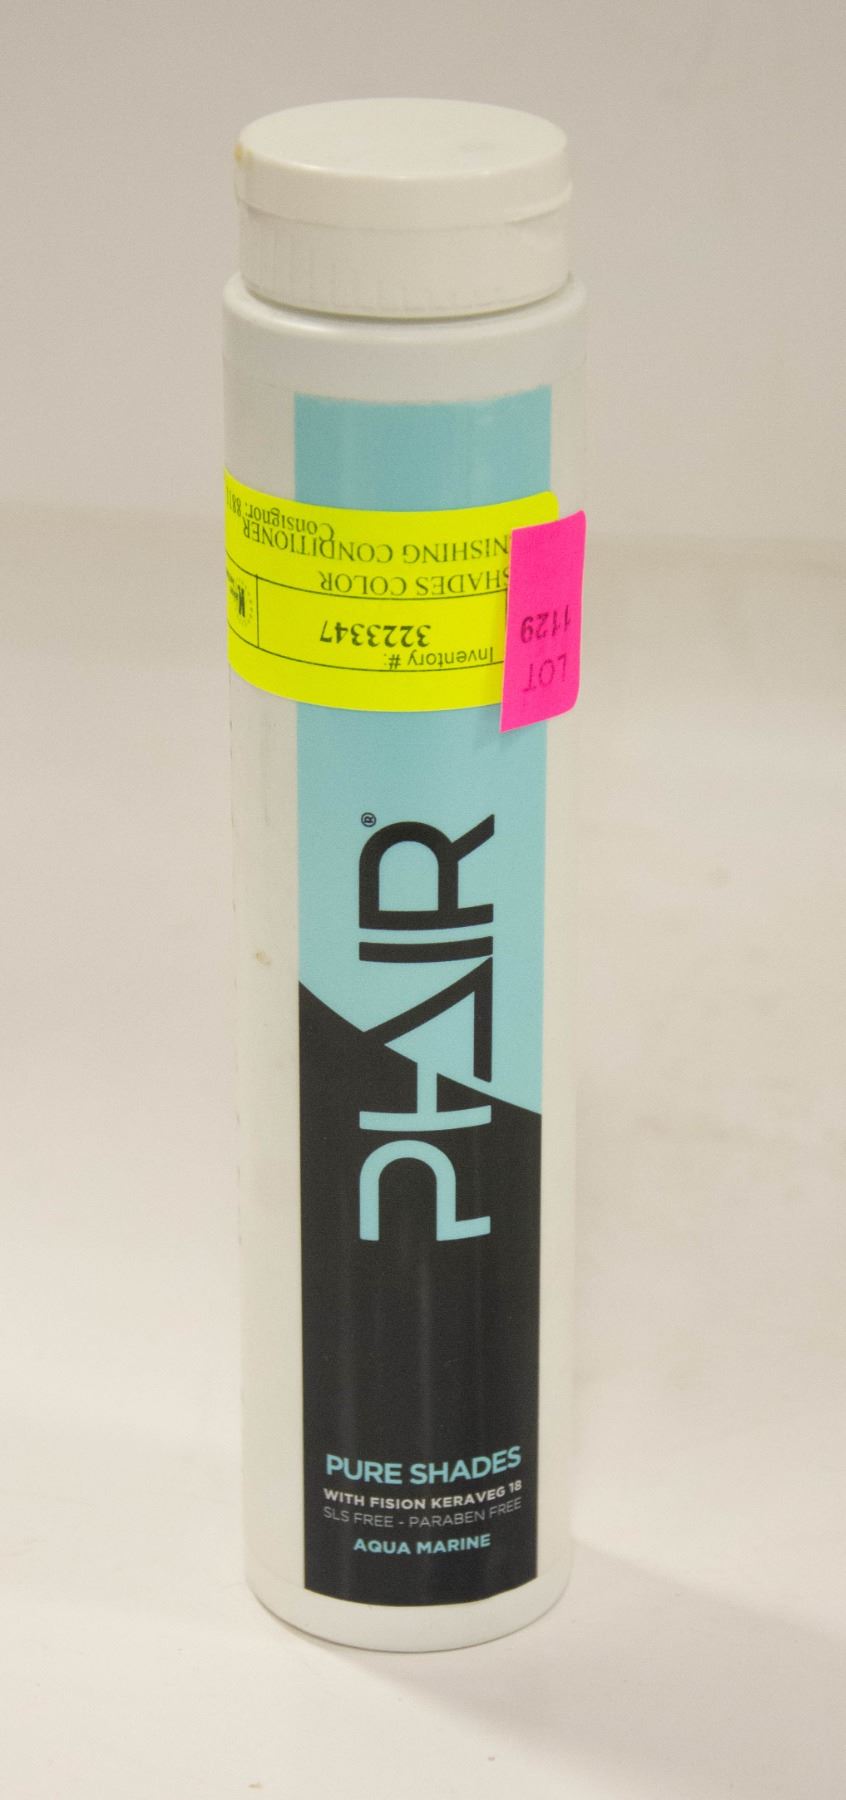 Inventory #:
3223347
SHADES COLOR
CONDITIONER
Consignor:
LOT
1129
PHAIR®
PURE SHADES
WITH FISION KERAVEG 18
SLS FREE - PARABEN FREE
AQUA MARINE